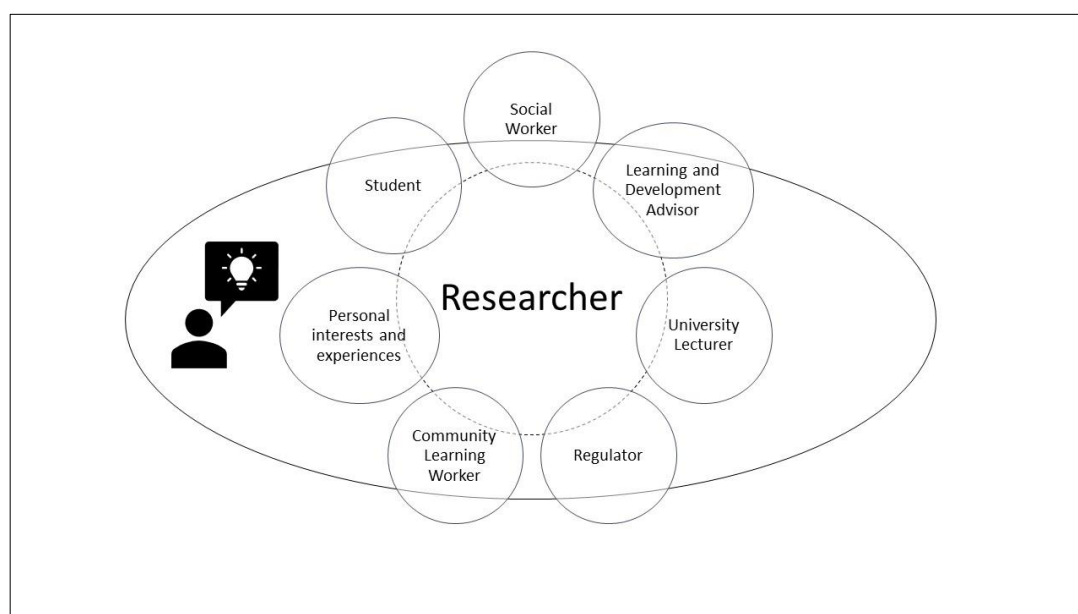 Social
Worker
Student
Learning and
Development
Advisor
Researcher
Personal
interests and
experiences
University
Lecturer
Community
Learning
Worker
Regulator